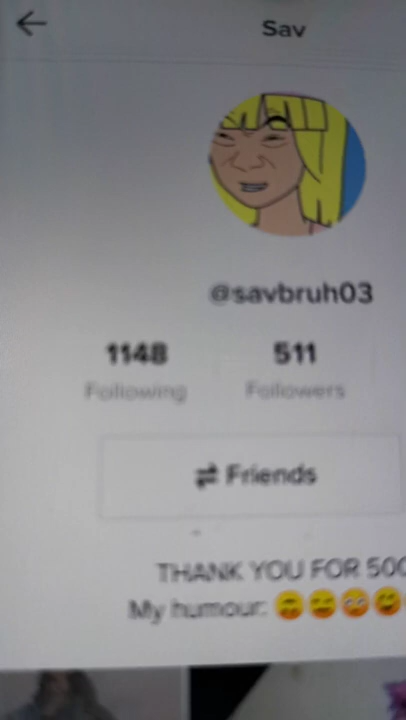 Sav
@savbruh03
1148 511
Following Followers
Friends
THANK YOU FOR 500
My humour: